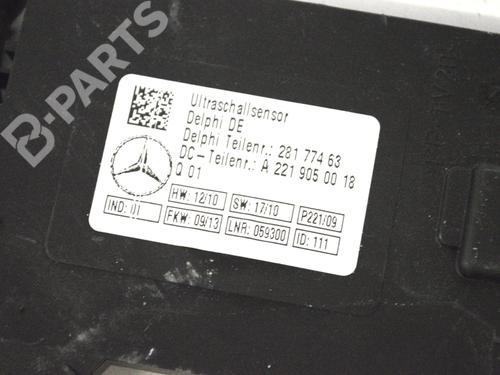 B-PARTS
Ultraschallsensor
Delphi DE
Delphi Teilenr.: 281 774 63
DC-Teilenr.: A 221 905 00 18
Q 01
HW: 12/10 SW: 17/10 P221/09
IND: 01 FKW: 09/13 LNR: 059300 ID: 111